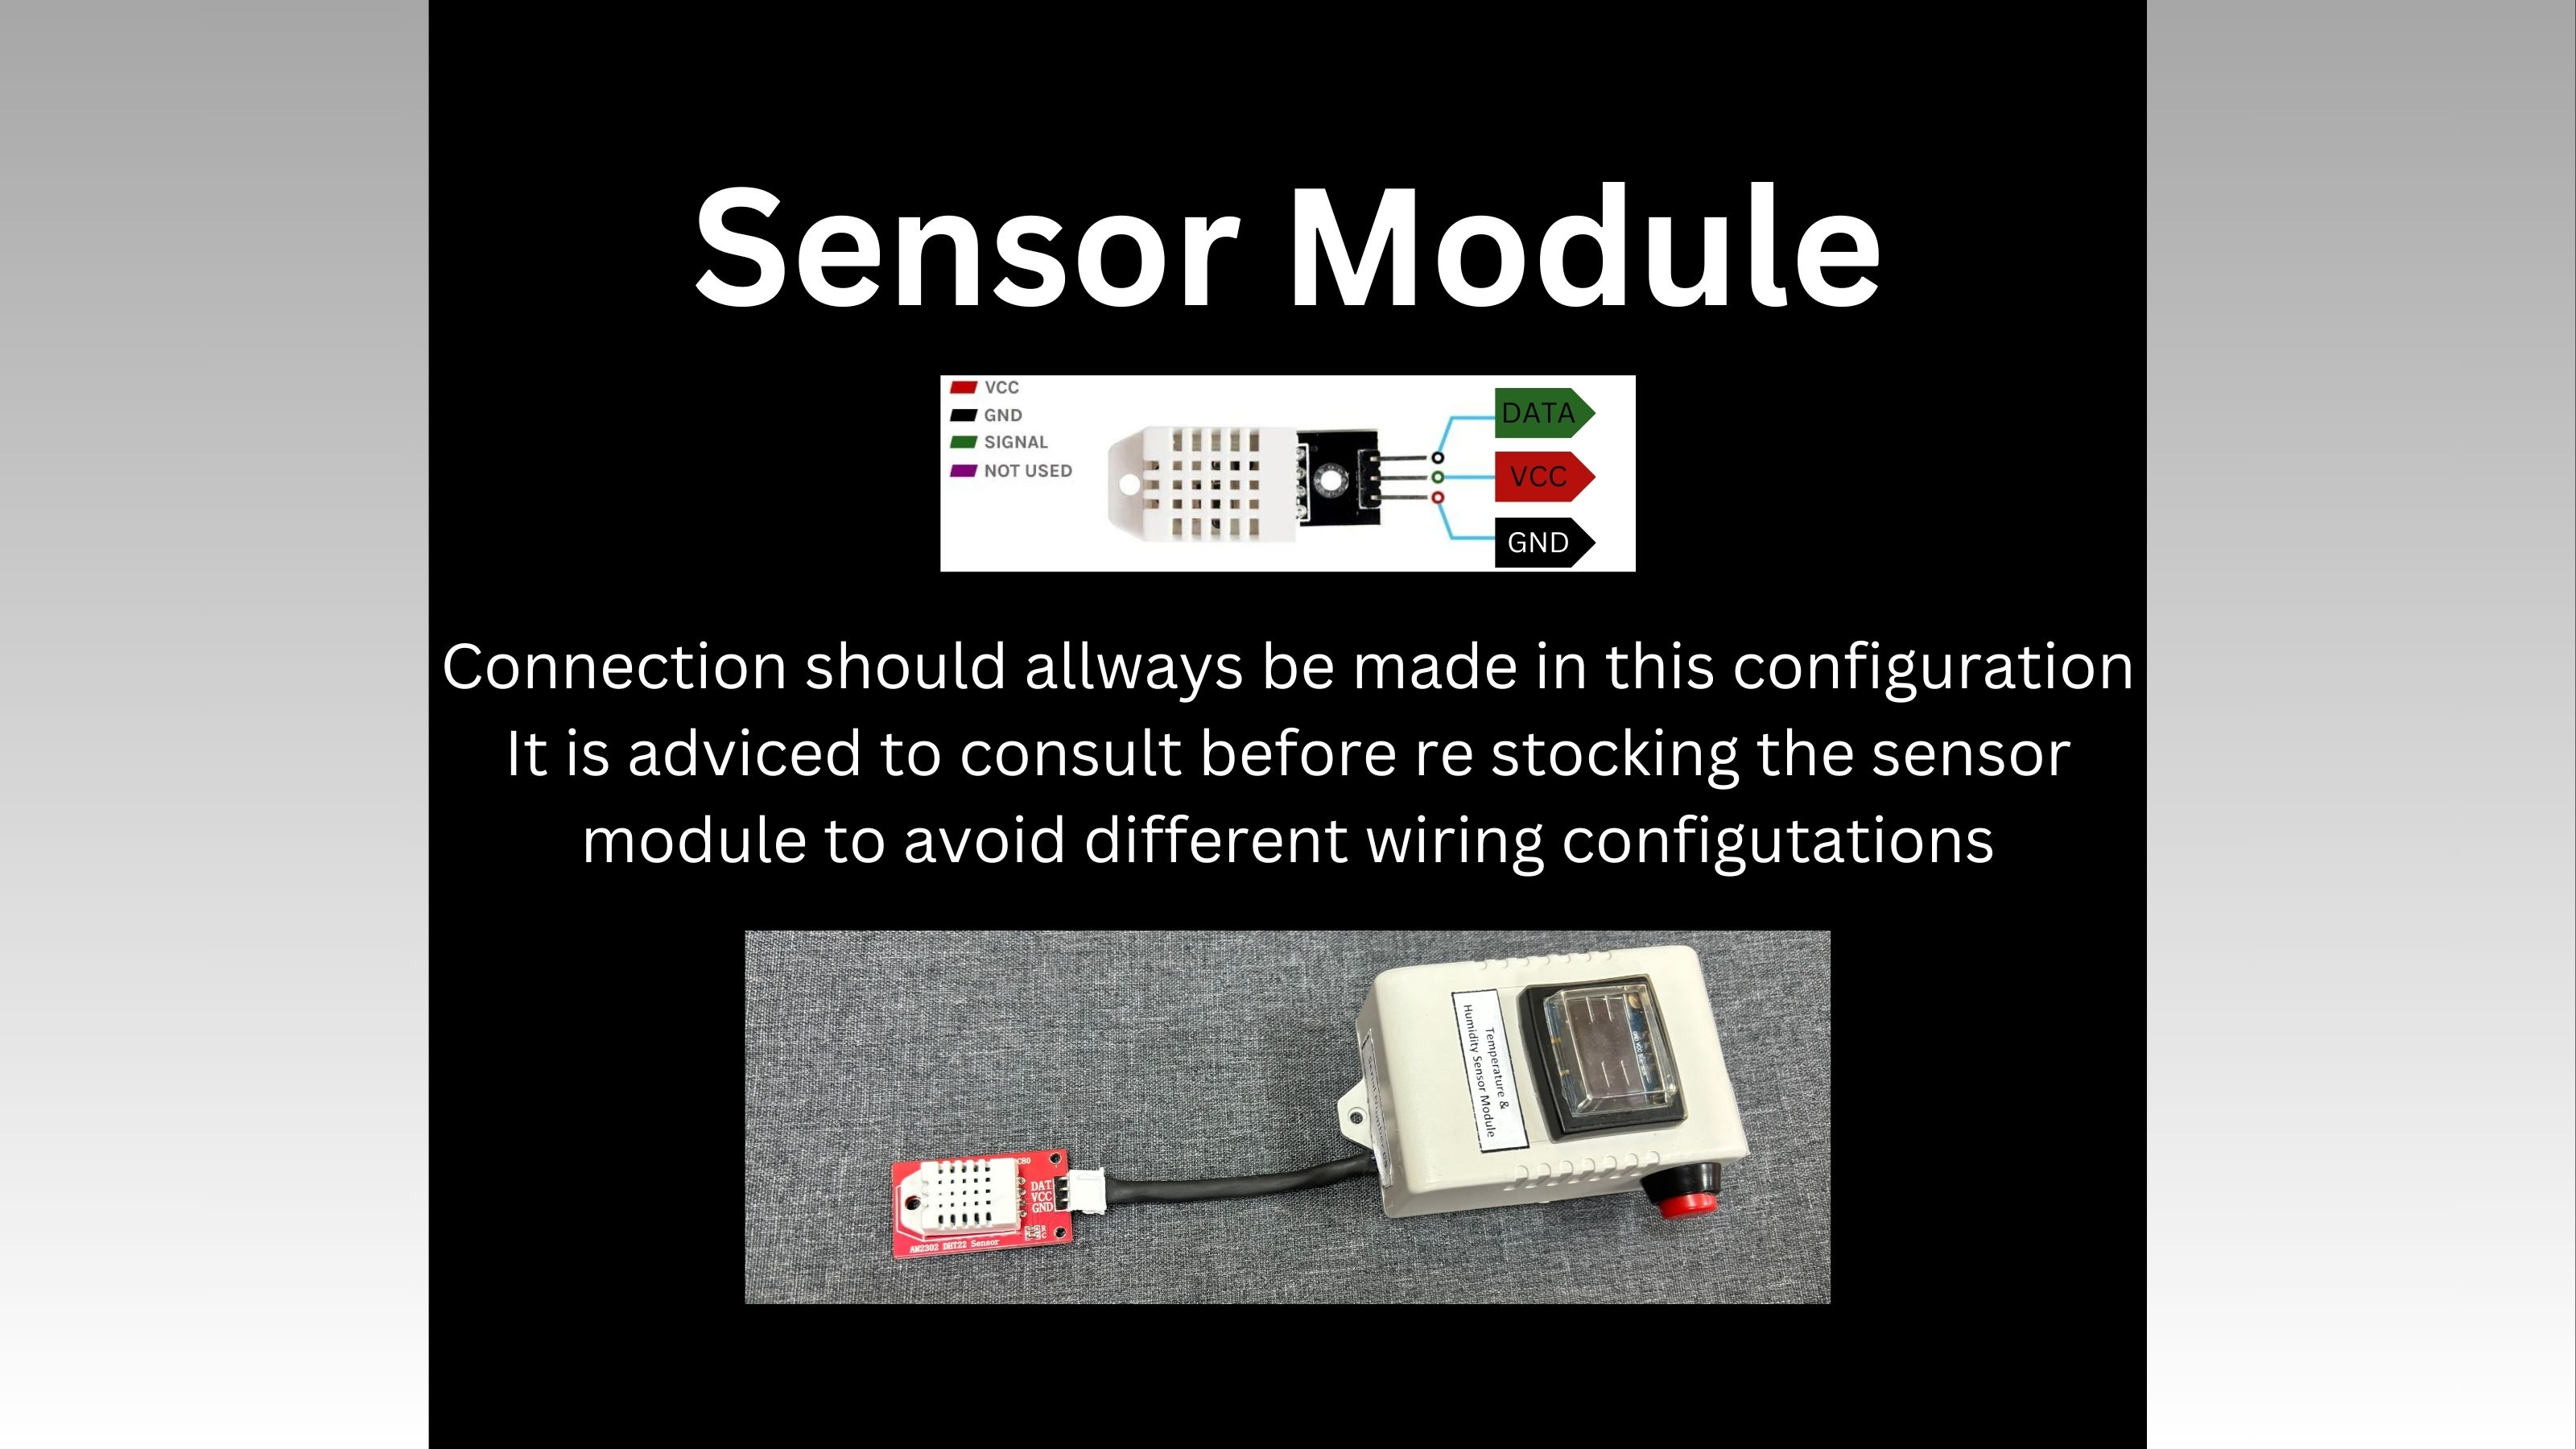 Sensor Module
VCC
GND
SIGNAL
NOT USED
DATA
VCC
GND
Connection should allways be made in this configuration
It is adviced to consult before re stocking the sensor
module to avoid different wiring configutations
Temperature &
Humidity Sensor Module
DAT
VCC
GND
AM2302 DHT22 Sensor